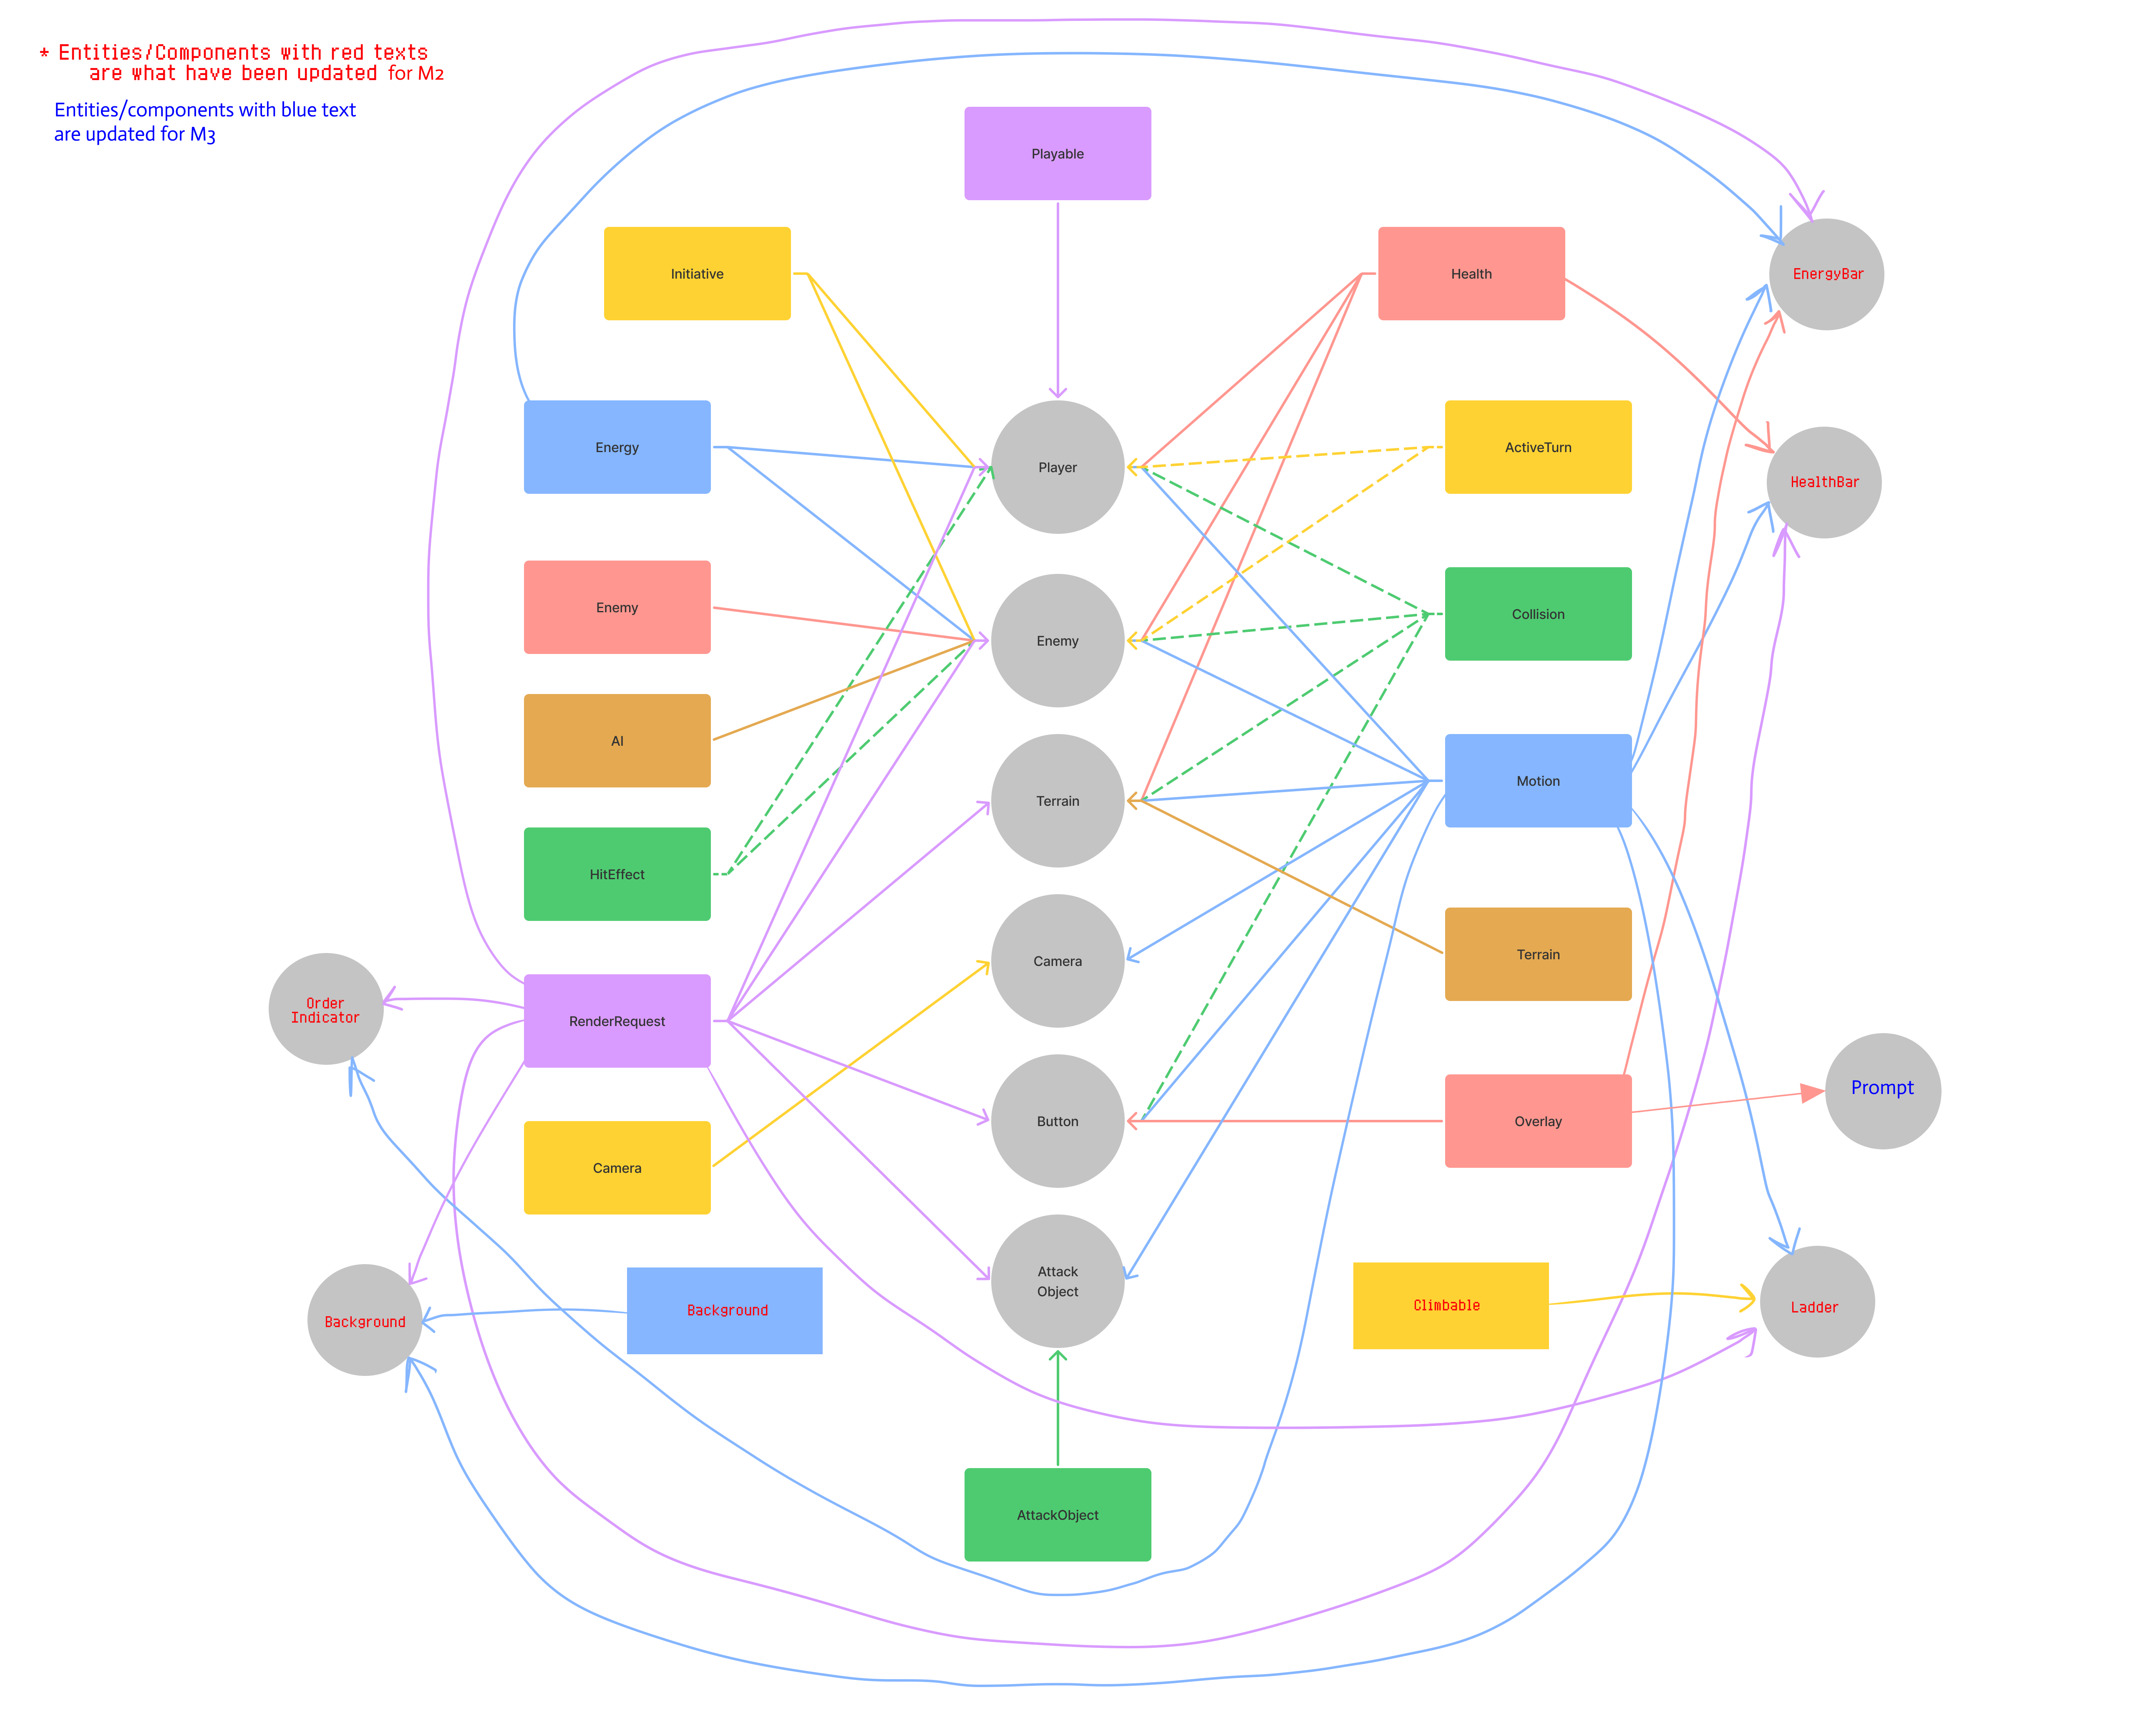 * Entities/Components with red texts
are what have been updated for M2
Entities/components with blue text
are updated for M3
Playable
Initiative
Health
EnergyBar
Energy
Player
ActiveTurn
HealthBar
Enemy
Enemy
Collision
AI
Terrain
Motion
HitEffect
Camera
Terrain
Order
Indicator
RenderRequest
Button
Overlay
Prompt
Camera
Attack
Object
Background
Background
Climbable
Ladder
AttackObject